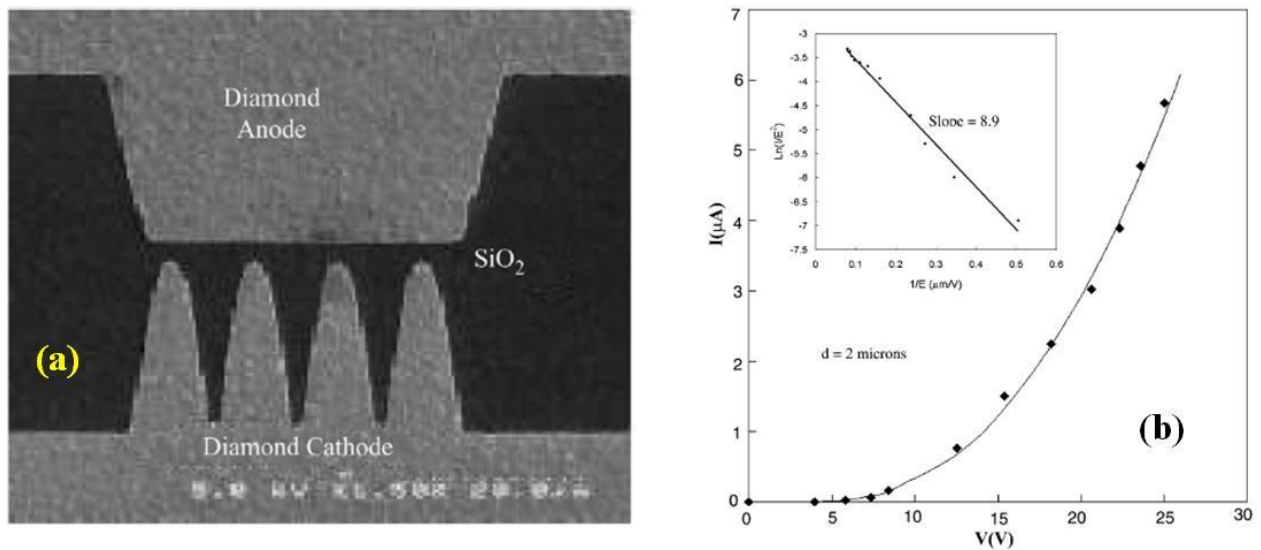 Diamond
Anode
SiO₂
(a)
Diamond Cathode
7
6
5
4
3
2
1
0
I(μA)
0
5
10
15
20
25
30
V(V)
-3
-3.5
-4
-4.5
-5
-5.5
-6
-6.5
-7
-7.5
Ln(I/E²)
Slope = 8.9
0
0.1
0.2
0.3
0.4
0.5
0.6
1/E (μm/V)
d = 2 microns
(b)